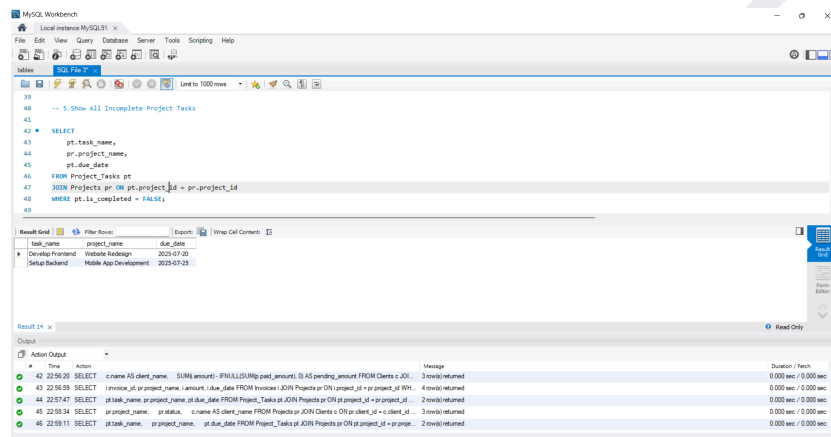 MySQL Workbench
Local instance MySQL91 ×
File Edit View Query Database Server Tools Scripting Help
tables SQL File 3* ×
Limit to 1000 rows
39
40 -- 5.Show All Incomplete Project Tasks
41
42 SELECT
43 pt.task_name,
44 pr.project_name,
45 pt.due_date
46 FROM Project_Tasks pt
47 JOIN Projects pr ON pt.project_id = pr.project_id
48 WHERE pt.is_completed = FALSE;
49
Result Grid Filter Rows: Export: Wrap Cell Content:
task_name project_name due_date
Develop Frontend Website Redesign 2025-07-20
Setup Backend Mobile App Development 2025-07-25
Result Grid
Form Editor
Result 14 × Read Only
Output
Action Output
# Time Action Message Duration / Fetch
42 22:56:20 SELECT c.name AS client_name, SUM(i.amount) - IFNULL(SUM(p.paid_amount), 0) AS pending_amount FROM Clients c JOI... 3 row(s) returned 0.000 sec / 0.000 sec
43 22:56:59 SELECT i.invoice_id, pr.project_name, i.amount, i.due_date FROM Invoices i JOIN Projects pr ON i.project_id = pr.project_id WH... 4 row(s) returned 0.000 sec / 0.000 sec
44 22:57:47 SELECT pt.task_name, pr.project_name, pt.due_date FROM Project_Tasks pt JOIN Projects pr ON pt.project_id = pr.project_id ... 2 row(s) returned 0.000 sec / 0.000 sec
45 22:58:34 SELECT pr.project_name, pr.status, c.name AS client_name FROM Projects pr JOIN Clients c ON pr.client_id = c.client_id ... 3 row(s) returned 0.000 sec / 0.000 sec
46 22:59:11 SELECT pt.task_name, pr.project_name, pt.due_date FROM Project_Tasks pt JOIN Projects pr ON pt.project_id = pr.proje... 2 row(s) returned 0.000 sec / 0.000 sec